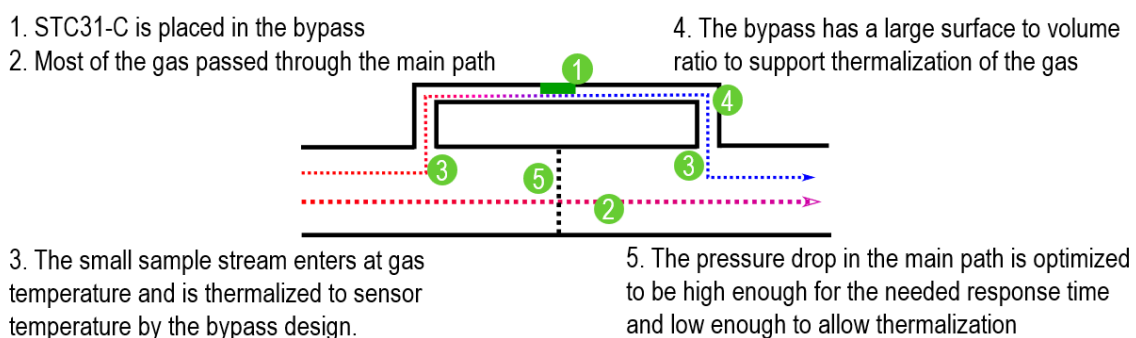 1. STC31-C is placed in the bypass
2. Most of the gas passed through the main path
4. The bypass has a large surface to volume
ratio to support thermalization of the gas
1
4
3
3
5
2
3. The small sample stream enters at gas
temperature and is thermalized to sensor
temperature by the bypass design.
5. The pressure drop in the main path is optimized
to be high enough for the needed response time
and low enough to allow thermalization